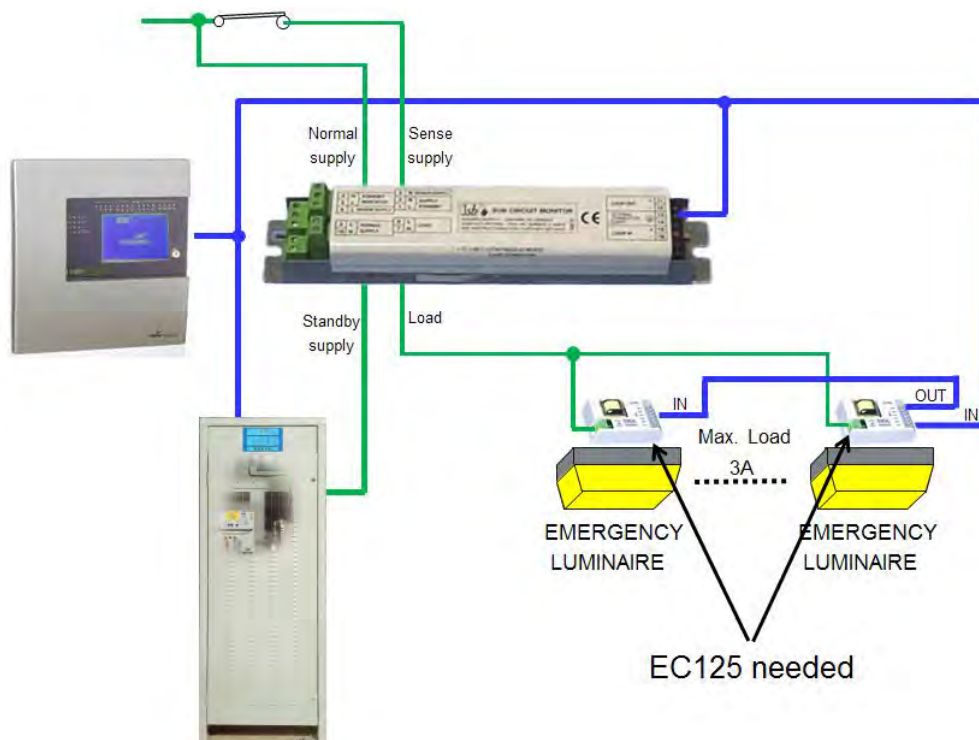 Normal
supply
Sense
supply
SUB CIRCUIT MONITOR
CE
Standby
supply
Load
IN
OUT
IN
Max. Load
3A
EMERGENCY
LUMINAIRE
EMERGENCY
LUMINAIRE
EC125 needed